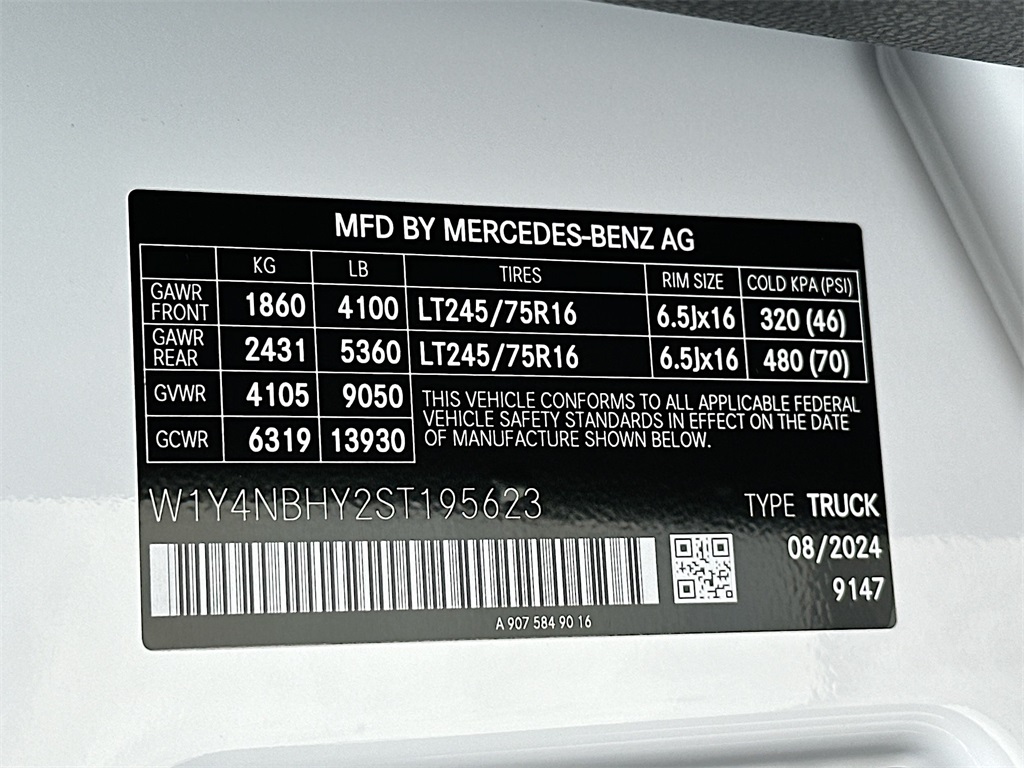 MFD BY MERCEDES-BENZ AG
KG LB TIRES RIM SIZE COLD KPA (PSI)
GAWR FRONT 1860 4100 LT245/75R16 6.5Jx16 320 (46)
GAWR REAR 2431 5360 LT245/75R16 6.5Jx16 480 (70)
GVWR 4105 9050
GCWR 6319 13930
THIS VEHICLE CONFORMS TO ALL APPLICABLE FEDERAL
VEHICLE SAFETY STANDARDS IN EFFECT ON THE DATE
OF MANUFACTURE SHOWN BELOW.
W1Y4NBHY2ST195623
TYPE TRUCK
08/2024
9147
A 907 584 90 16